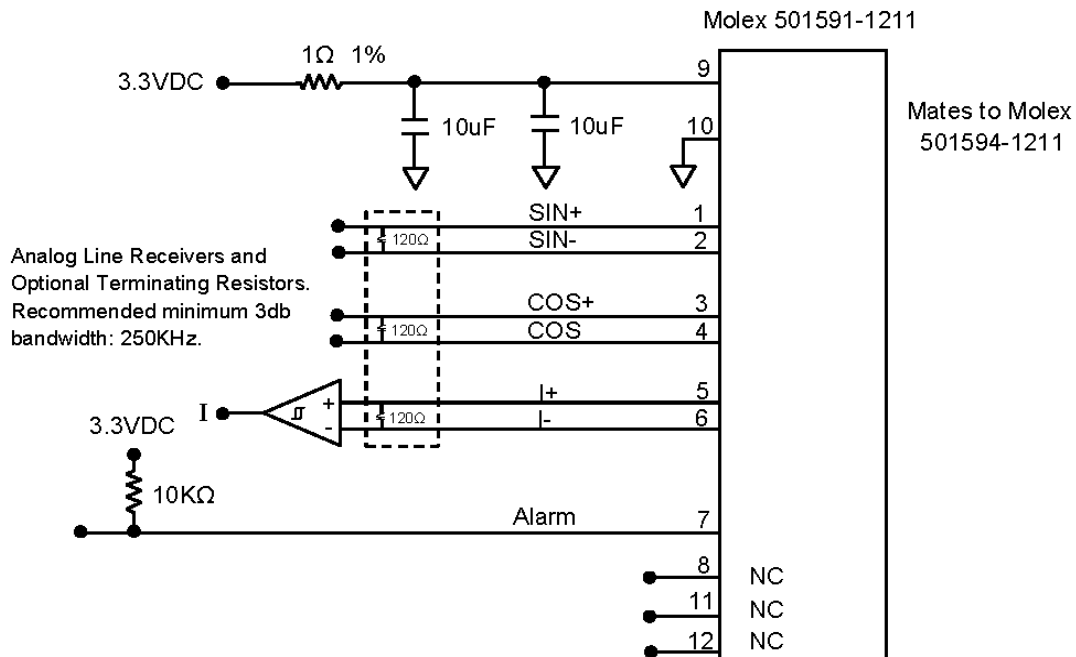 Molex 501591-1211
1Ω 1%
3.3VDC
9
10uF
10uF
10
Mates to Molex
501594-1211
SIN+
1
120Ω
SIN-
2
Analog Line Receivers and
Optional Terminating Resistors.
Recommended minimum 3db
bandwidth: 250KHz.
COS+
3
120Ω
COS
4
I+
5
I
+
-
120Ω
I-
6
3.3VDC
10KΩ
Alarm
7
8
NC
11
NC
12
NC